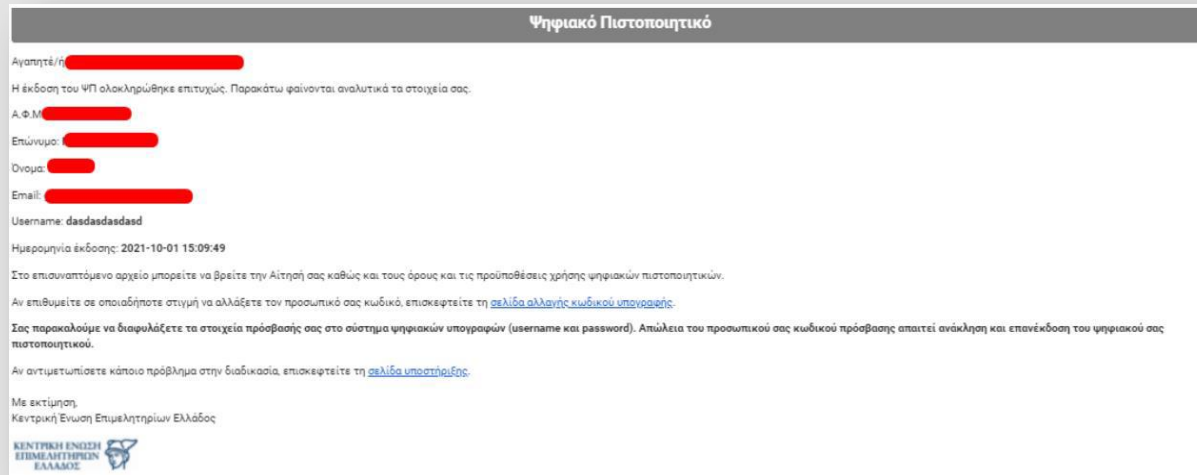 Ψηφιακό Πιστοποιητικό
Αγαπητέ/ή
Η έκδοση του ΨΠ ολοκληρώθηκε επιτυχώς. Παρακάτω φαίνονται αναλυτικά τα στοιχεία σας.
Α.Φ.Μ
Επώνυμο:
Όνομα:
Email:
Username: dasdasdasdasd
Ημερομηνία έκδοσης: 2021-10-01 15:09:49
Στο επισυναπτόμενο αρχείο μπορείτε να βρείτε την Αίτησή σας καθώς και τους όρους και τις προϋποθέσεις χρήσης ψηφιακών πιστοποιητικών.
Αν επιθυμείτε σε οποιαδήποτε στιγμή να αλλάξετε τον προσωπικό σας κωδικό, επισκεφτείτε τη σελίδα αλλαγής κωδικού υπογραφής.
Σας παρακαλούμε να διαφυλάξετε τα στοιχεία πρόσβασής σας στο σύστημα ψηφιακών υπογραφών (username και password). Απώλεια του προσωπικού σας κωδικού πρόσβασης απαιτεί ανάκληση και επανέκδοση του ψηφιακού σας
πιστοποιητικού.
Αν αντιμετωπίσετε κάποιο πρόβλημα στην διαδικασία, επισκεφτείτε τη σελίδα υποστήριξης.
Με εκτίμηση,
Κεντρική Ένωση Επιμελητηρίων Ελλάδος
ΚΕΝΤΡΙΚΗ ΕΝΩΣΗ
ΕΠΙΜΕΛΗΤΗΡΙΩΝ
ΕΛΛΑΔΟΣ